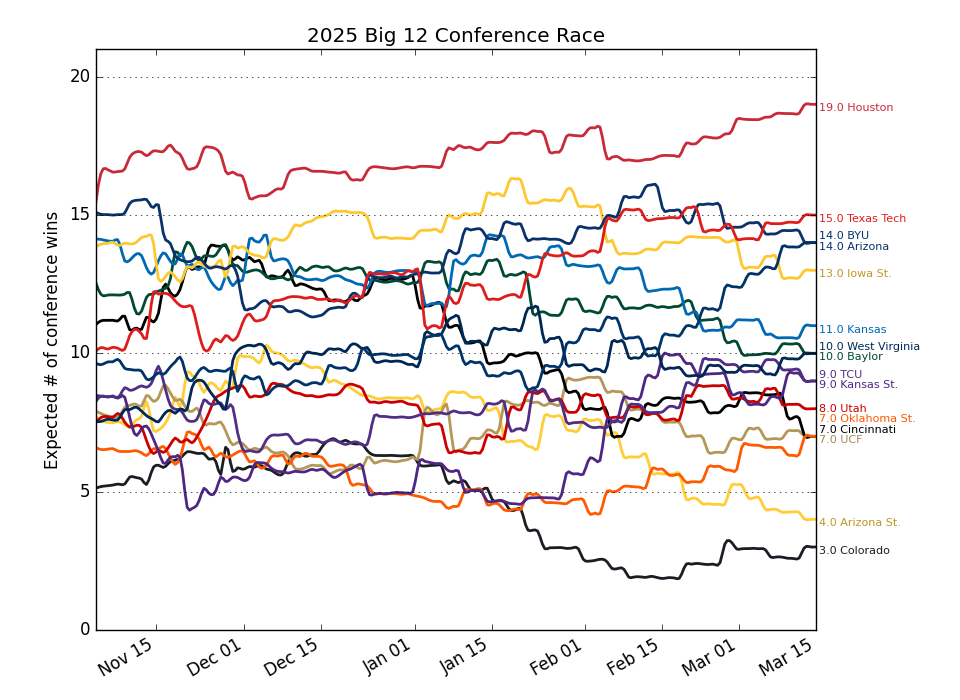 2025 Big 12 Conference Race
Expected # of conference wins
20
15
10
5
0
19.0 Houston
15.0 Texas Tech
14.0 BYU
14.0 Arizona
13.0 Iowa St.
11.0 Kansas
10.0 West Virginia
10.0 Baylor
9.0 TCU
9.0 Kansas St.
8.0 Utah
7.0 Oklahoma St.
7.0 Cincinnati
7.0 UCF
4.0 Arizona St.
3.0 Colorado
Nov 15
Dec 01
Dec 15
Jan 01
Jan 15
Feb 01
Feb 15
Mar 01
Mar 15